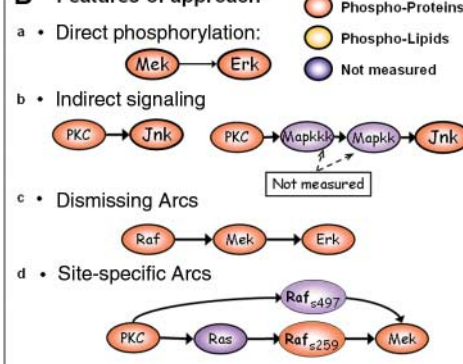 B Features of approach
Phospho-Proteins
a • Direct phosphorylation:
Phospho-Lipids
Mek Erk
Not measured
b • Indirect signaling
PKC Jnk PKC Mapkkk Mapkk Jnk
Not measured
c • Dismissing Arcs
Raf Mek Erk
d • Site-specific Arcs
Raf s497
PKC Ras Raf s259 Mek